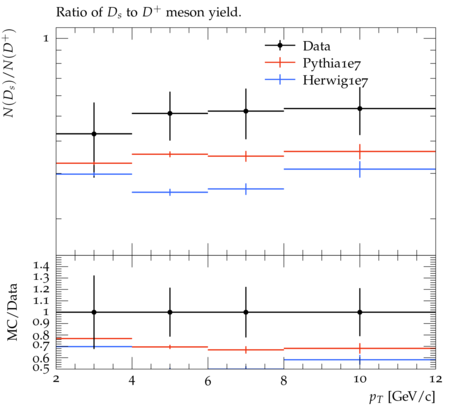 Ratio of D_s to D^+ meson yield.
N(D_s)/N(D^+)
1
Data
Pythia1e7
Herwig1e7
MC/Data
1.4
1.3
1.2
1.1
1
0.9
0.8
0.7
0.6
0.5
2 4 6 8 10 12
p_T [GeV/c]